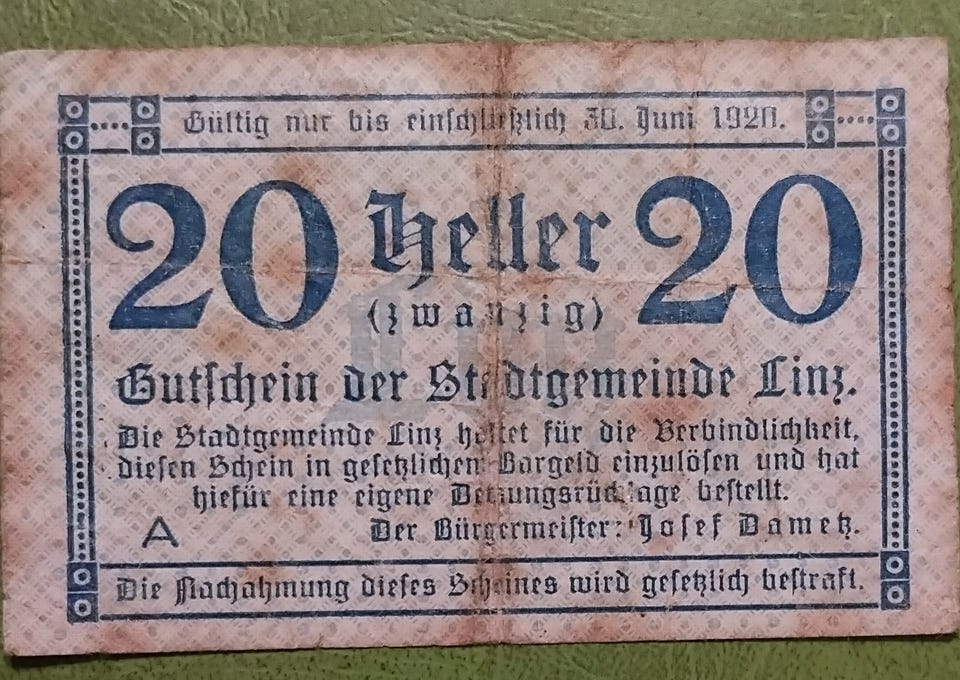 Gültig nur bis einschließlich 30. Juni 1920.
20 Heller 20
(zwanzig)
Gutschein der Stadtgemeinde Linz.
Die Stadtgemeinde Linz haftet für die Verbindlichkeit,
diesen Schein in gesetzlichem Bargeld einzulösen und hat
hiefür eine eigene Deckungsrücklage bestellt.
A Der Bürgermeister: Josef Dametz.
Die Nachahmung dieses Scheines wird gesetzlich bestraft.